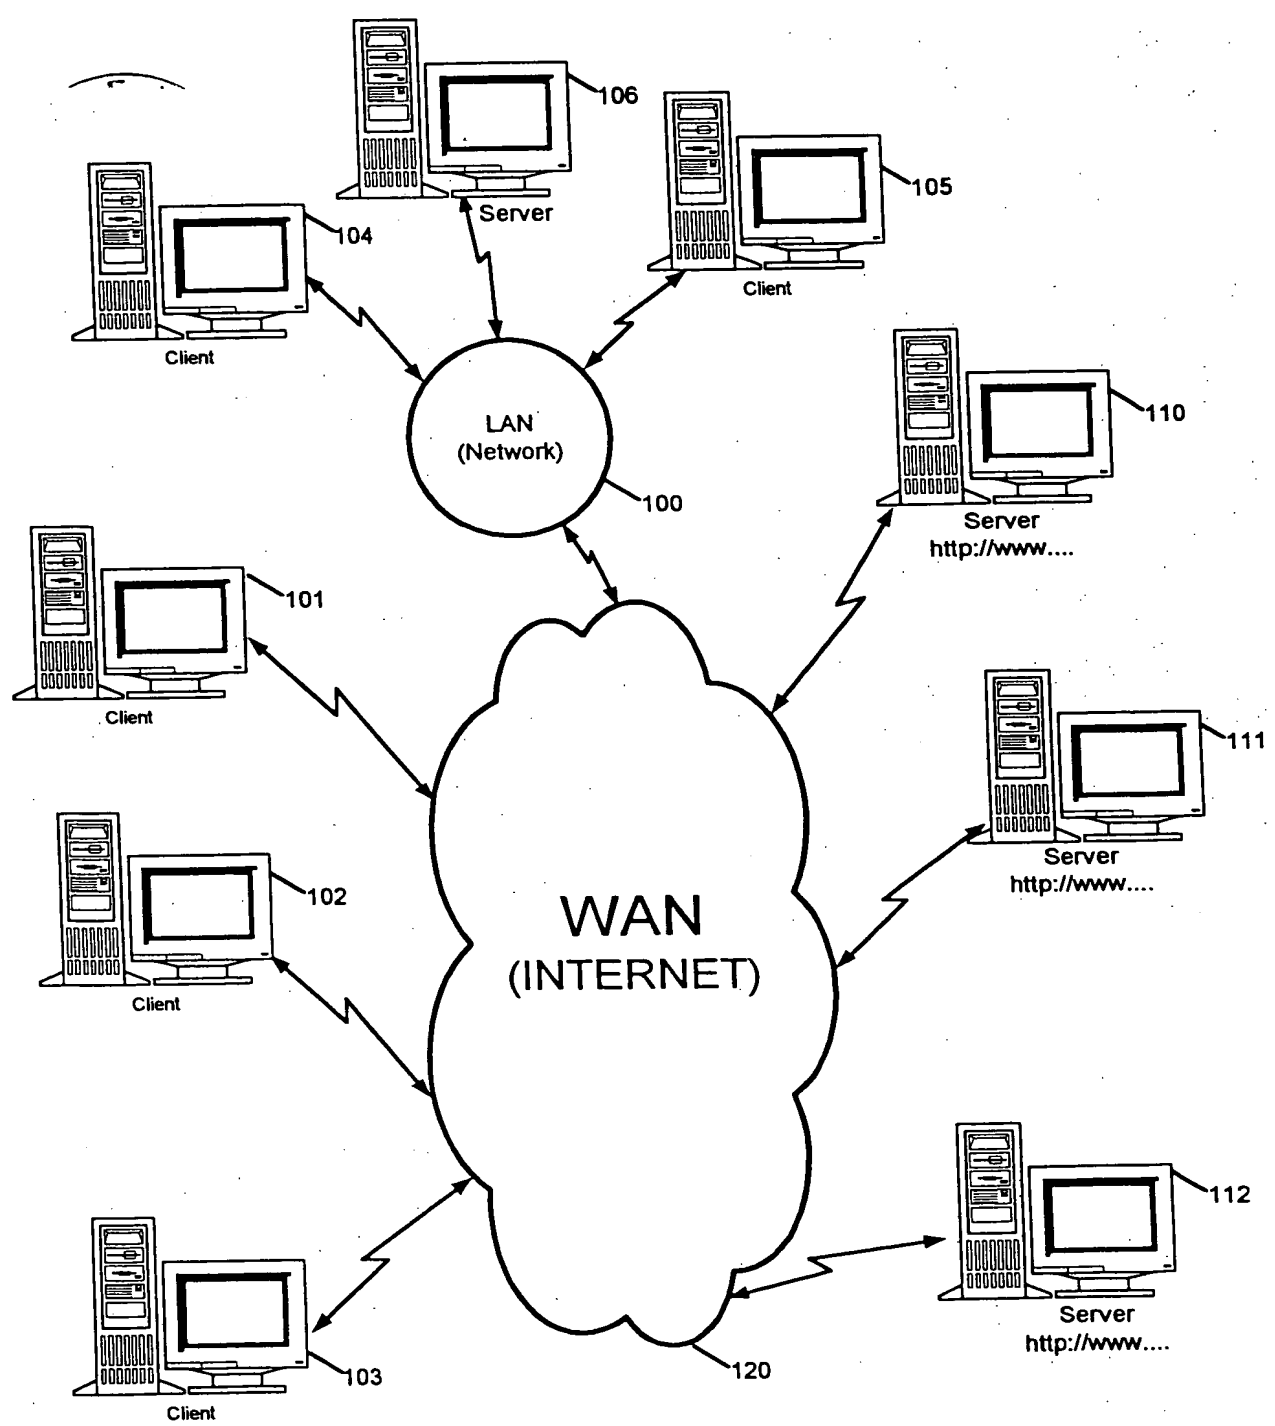 106
Server
105
Client
104
Client
LAN
(Network)
100
110
Server
http://www....
101
Client
111
Server
http://www....
102
Client
WAN
(INTERNET)
112
Server
http://www....
103
Client
120